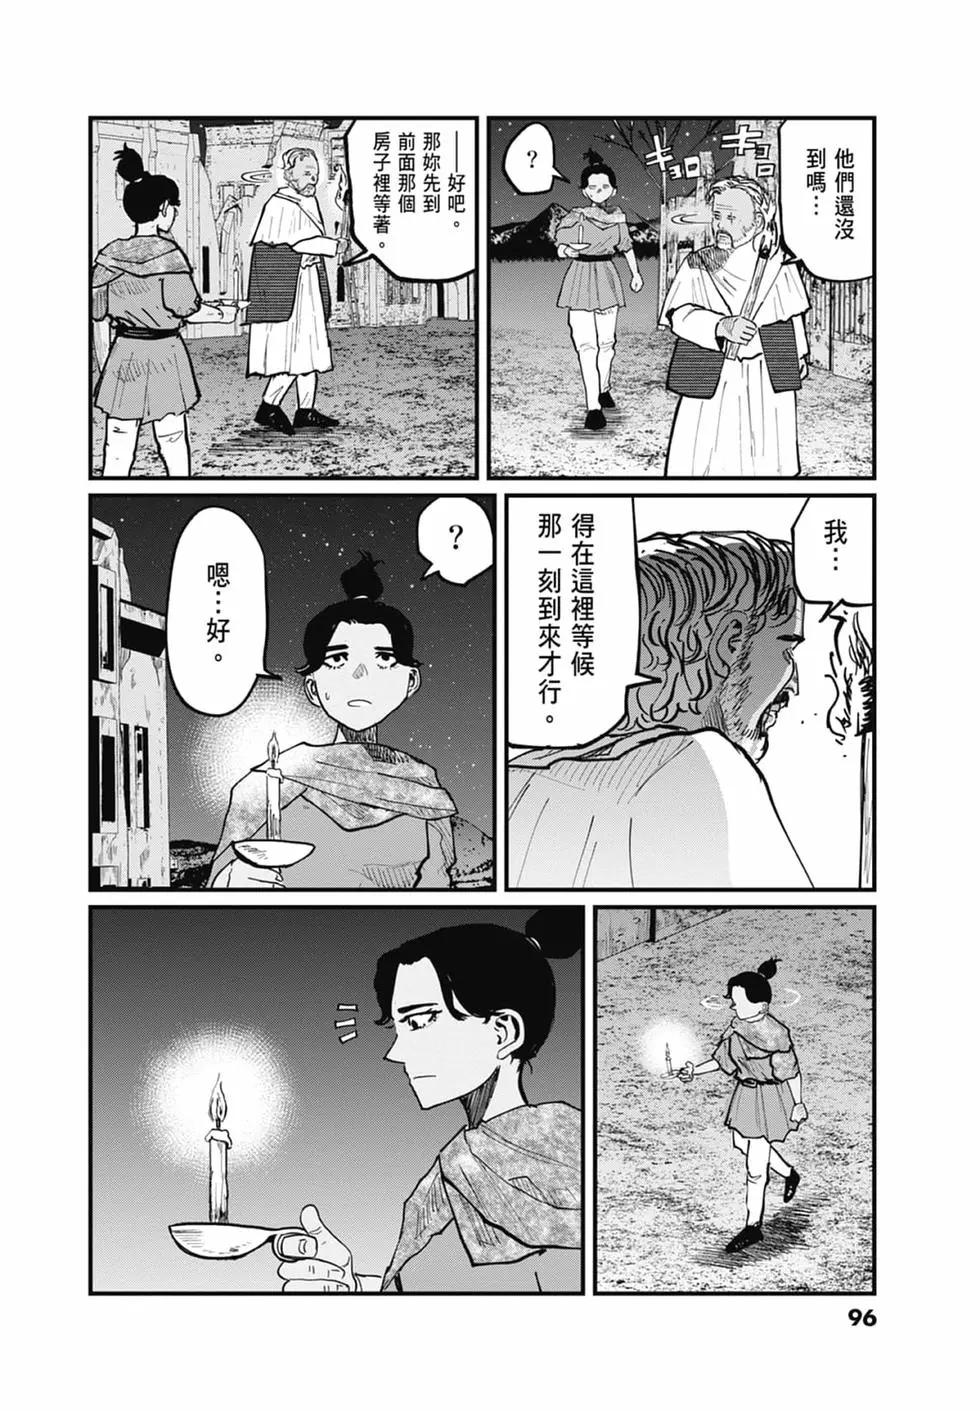 他們還沒
到嗎…
キョロ
キョロ
？
——好吧。
那妳先到
前面那個
房子裡等著。
我…
得在這裡等候
那一刻到來才行。
？
嗯…好。
96